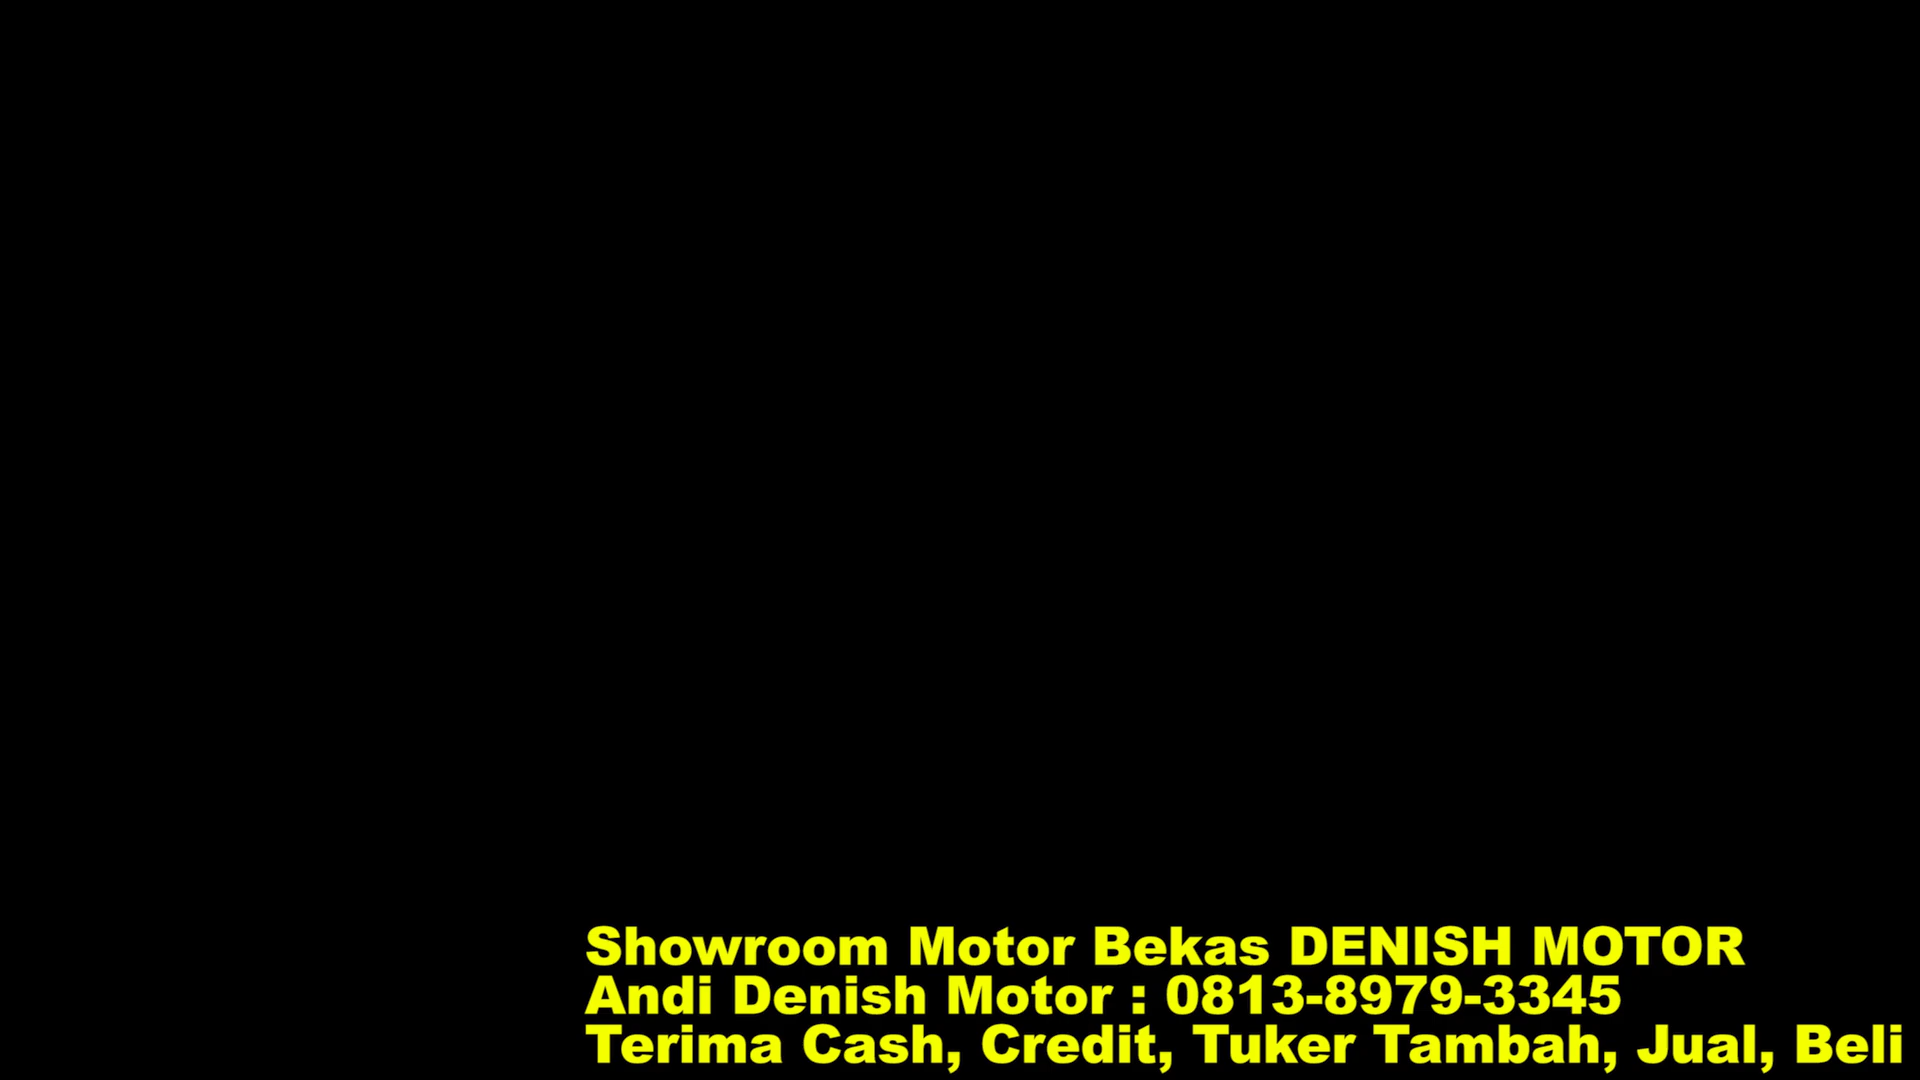 Showroom Motor Bekas DENISH MOTOR
Andi Denish Motor : 0813-8979-3345
Terima Cash, Credit, Tuker Tambah, Jual, Beli